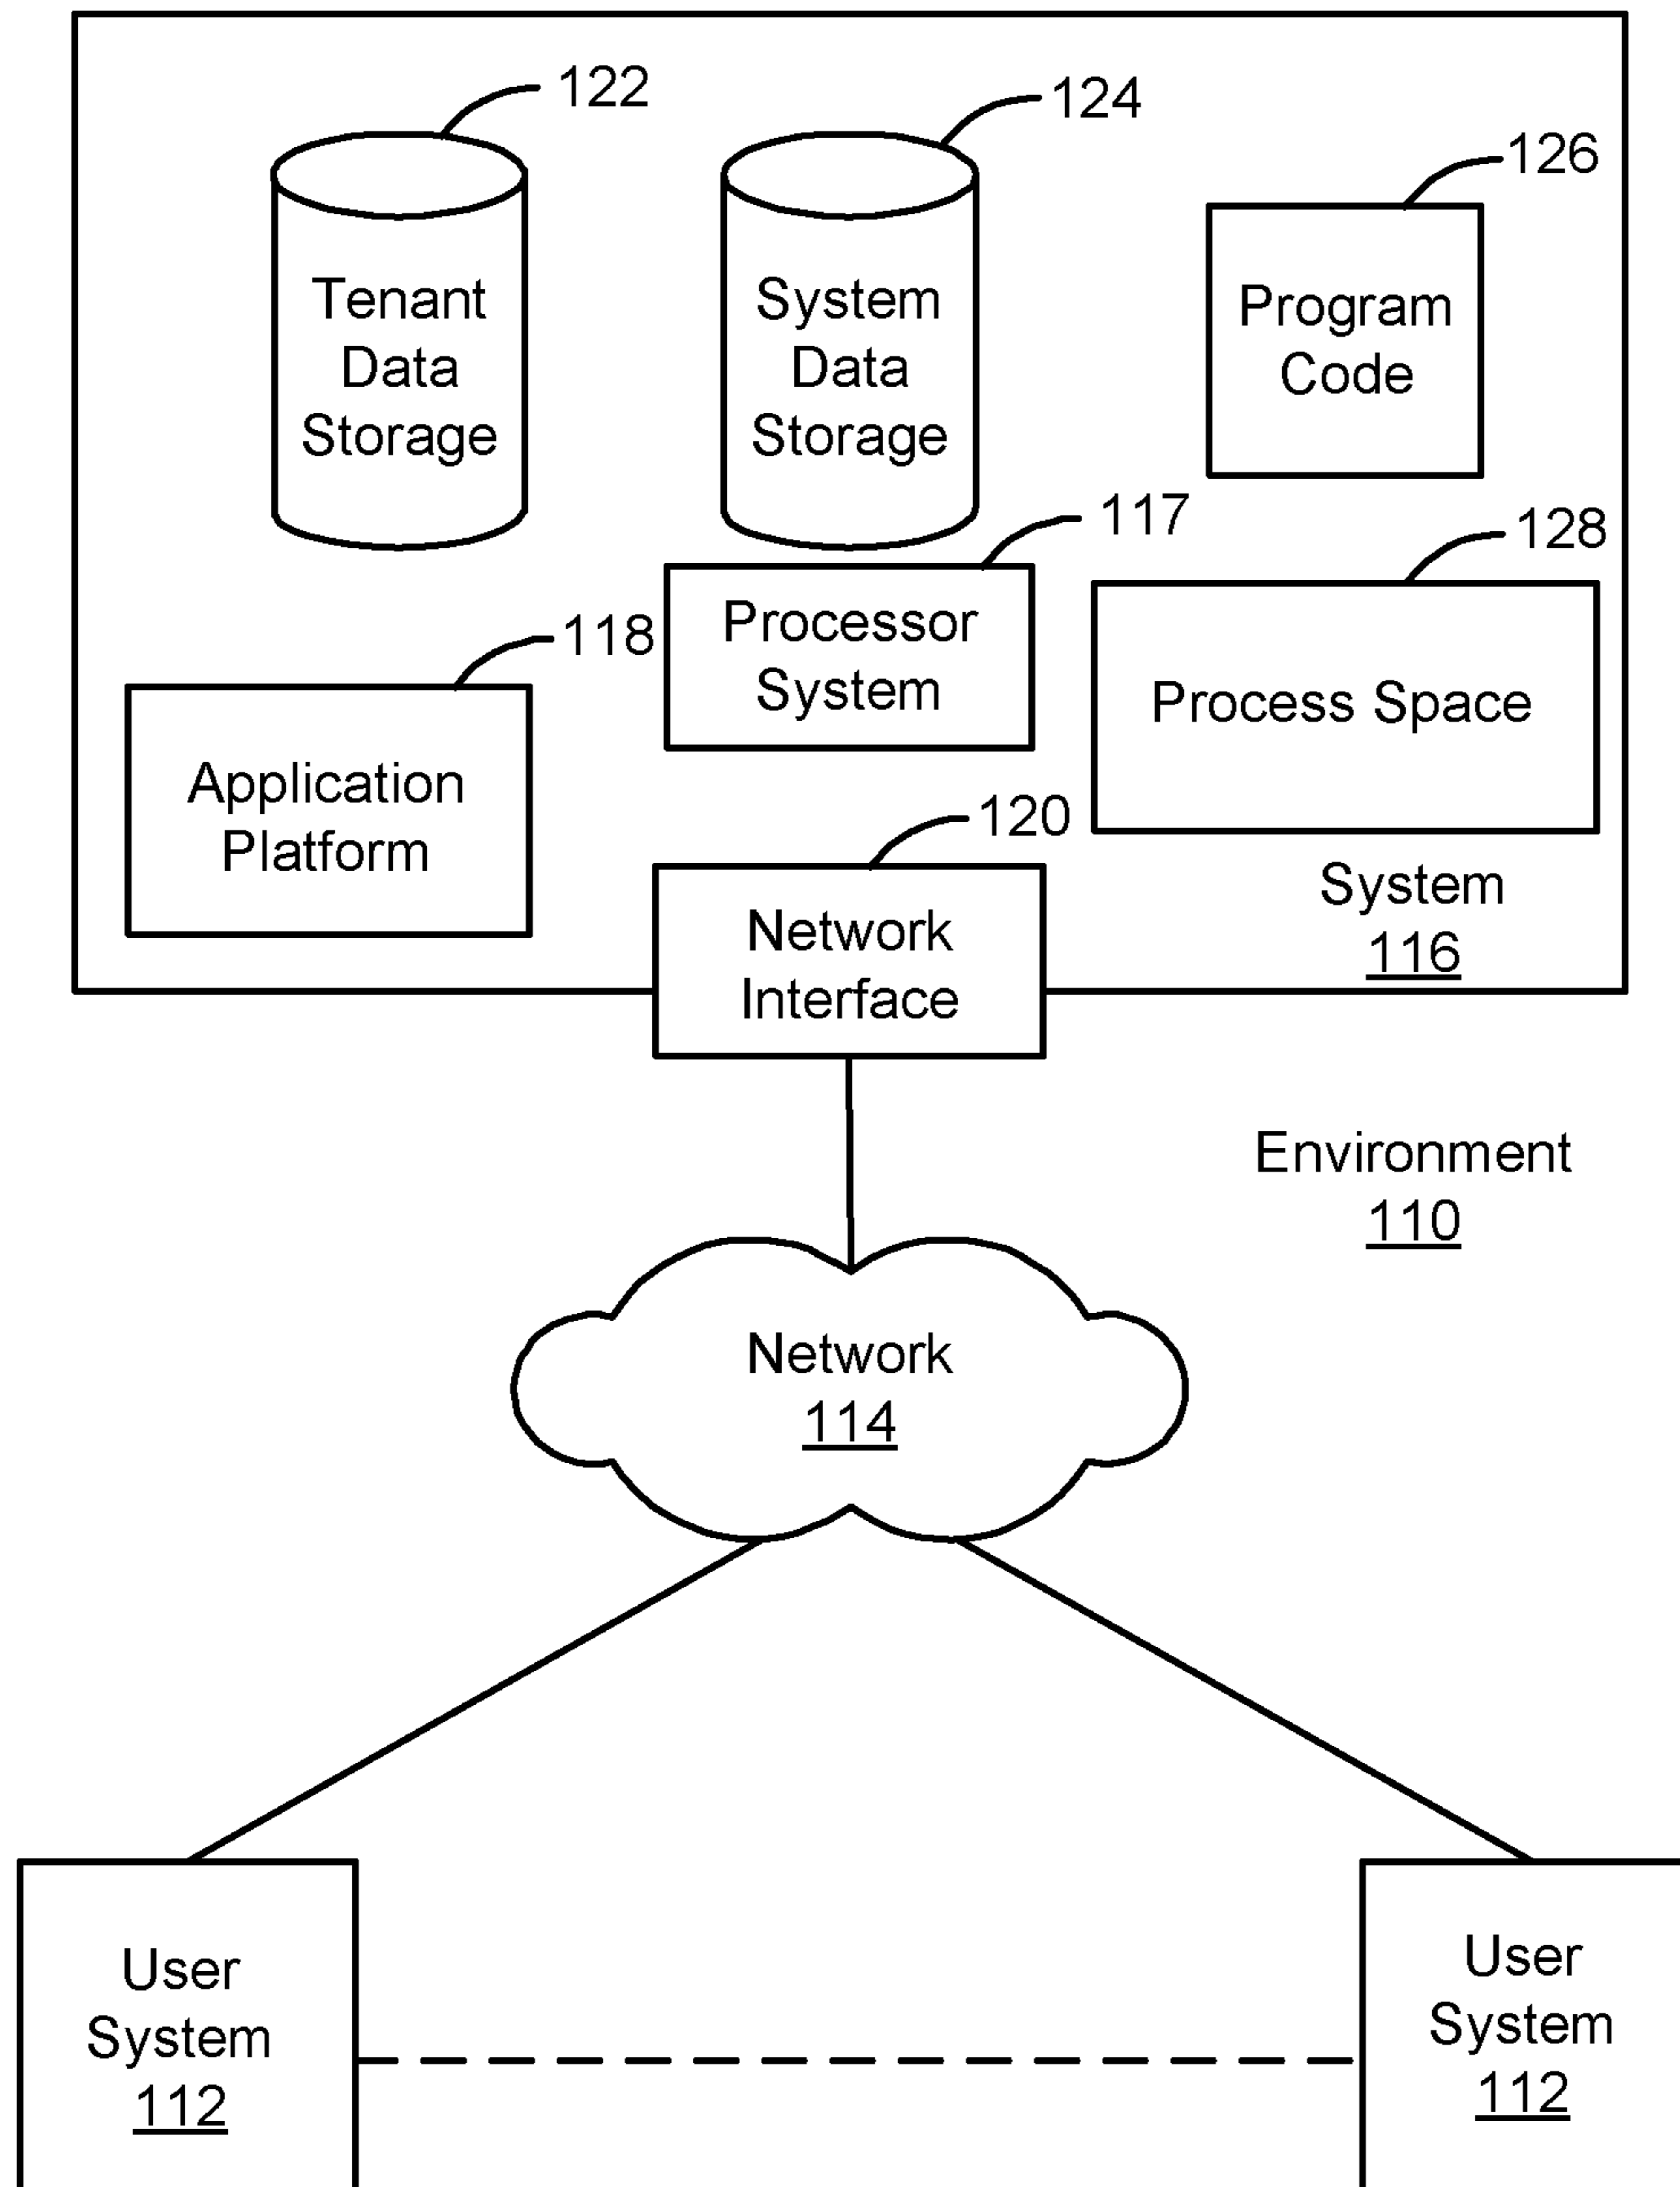 122
124
126
Tenant
Data
Storage
System
Data
Storage
Program
Code
117
128
118
Processor
System
Process Space
Application
Platform
120
System
116
Network
Interface
Environment
110
Network
114
User
System
112
User
System
112